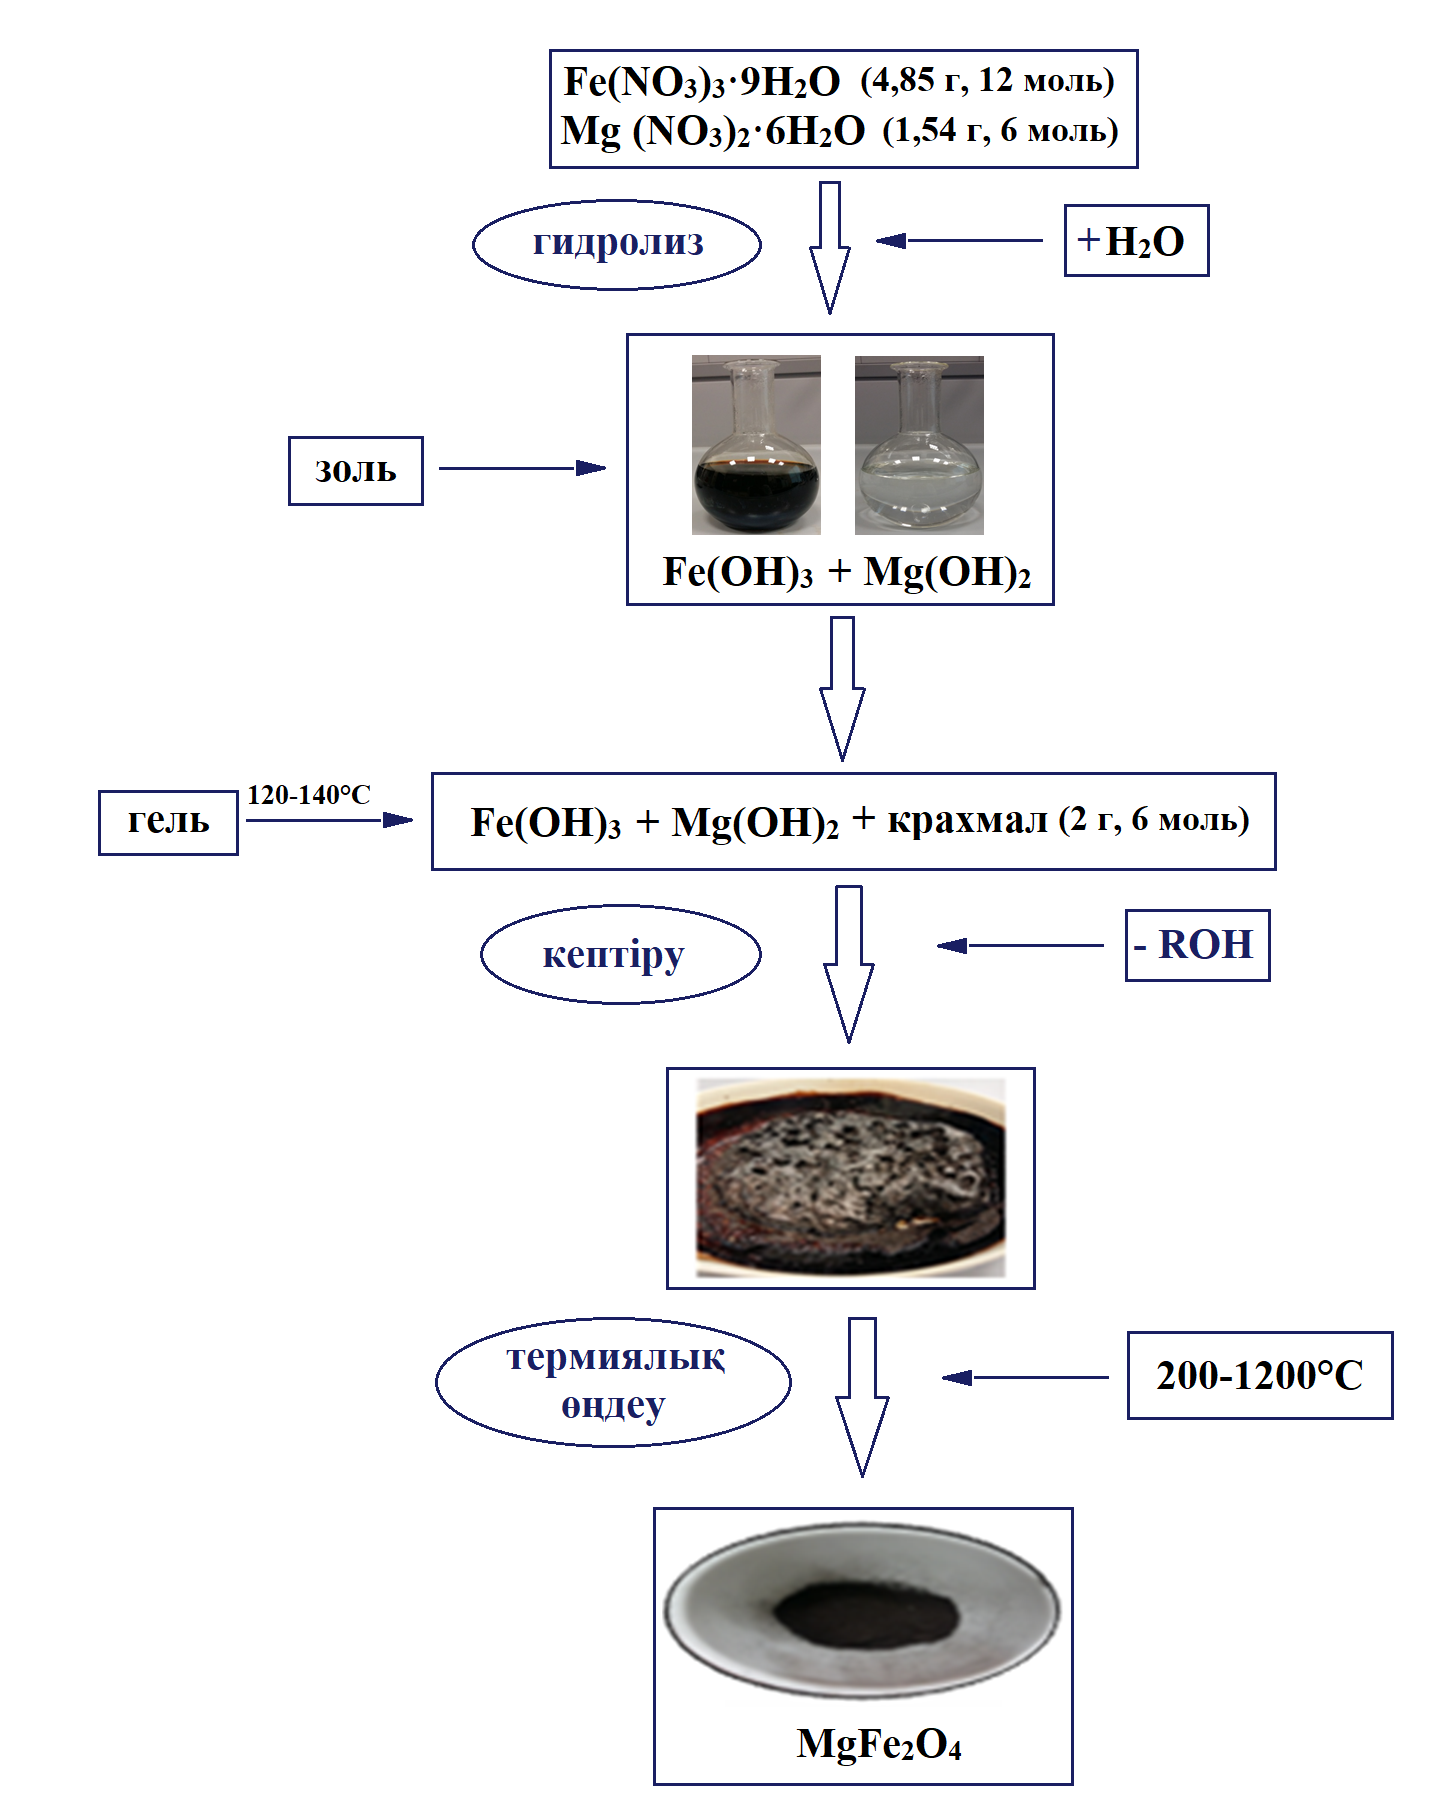 Fe(NO₃)₃·9H₂O (4,85 г, 12 моль)
Mg (NO₃)₂·6H₂O (1,54 г, 6 моль)
гидролиз
+H₂O
золь
Fe(OH)₃ + Mg(OH)₂
гель
120-140°C
Fe(OH)₃ + Mg(OH)₂ + крахмал (2 г, 6 моль)
кептіру
- ROH
термиялық
өңдеу
200-1200°C
MgFe₂O₄